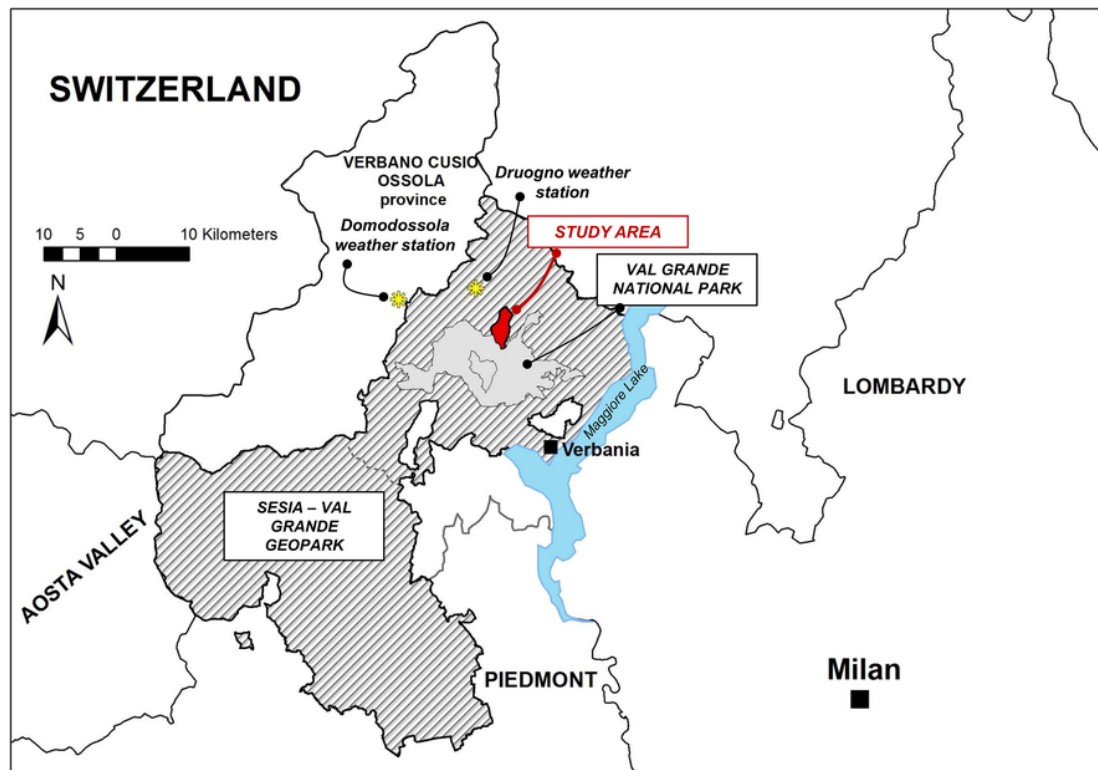 SWITZERLAND
VERBANO CUSIO
OSSOLA
province
Druogno weather
station
Domodossola
weather station
STUDY AREA
VAL GRANDE
NATIONAL PARK
10 5 0 10 Kilometers
N
LOMBARDY
Maggiore Lake
Verbania
SESIA – VAL
GRANDE
GEOPARK
AOSTA VALLEY
PIEDMONT
Milan